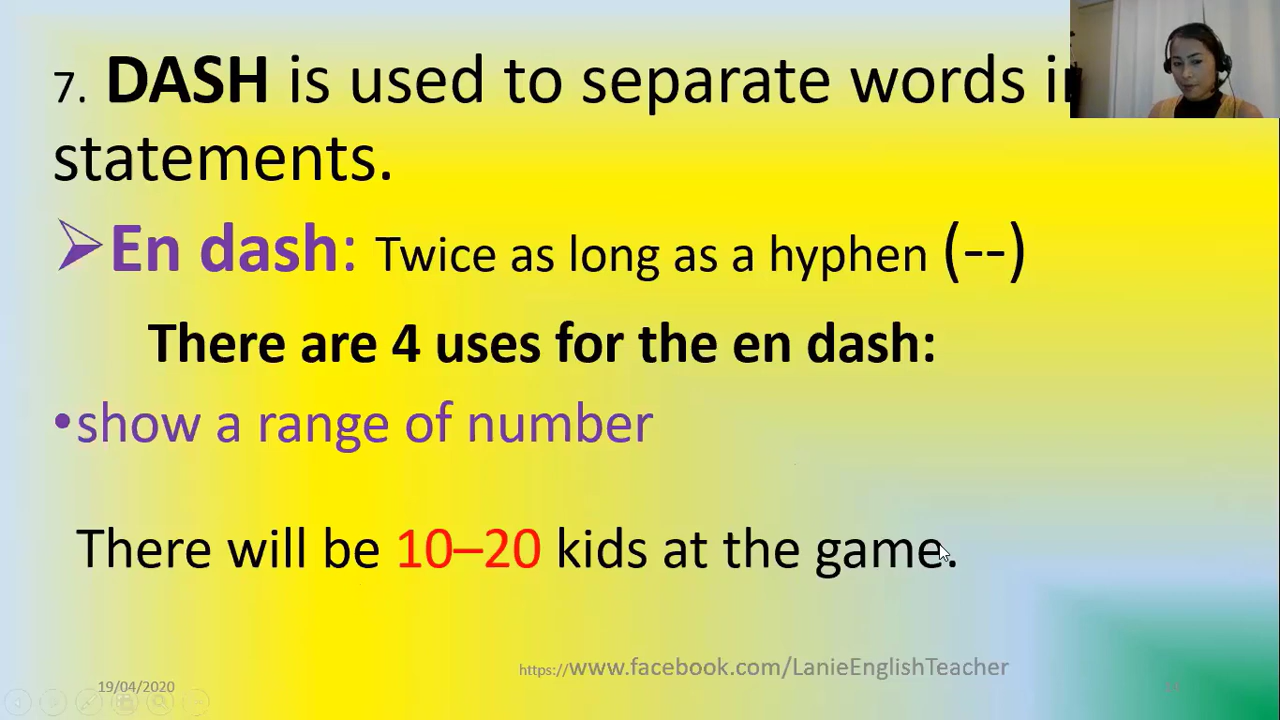 7. DASH is used to separate words in
statements.
En dash: Twice as long as a hyphen (--)
There are 4 uses for the en dash:
•show a range of number
There will be 10–20 kids at the game.
https://www.facebook.com/LanieEnglishTeacher
19/04/2020